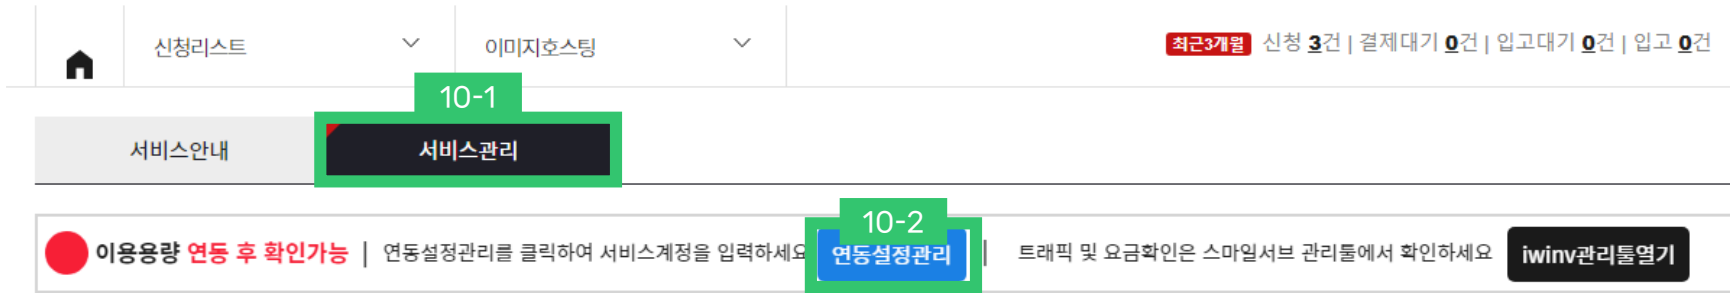 신청리스트 이미지호스팅 최근3개월 신청 3건 | 결제대기 0건 | 입고대기 0건 | 입고 0건
10-1
서비스안내 서비스관리
10-2
이용용량 연동 후 확인가능 | 연동설정관리를 클릭하여 서비스계정을 입력하세요 연동설정관리 | 트래픽 및 요금확인은 스마일서브 관리툴에서 확인하세요 iwinv관리툴열기